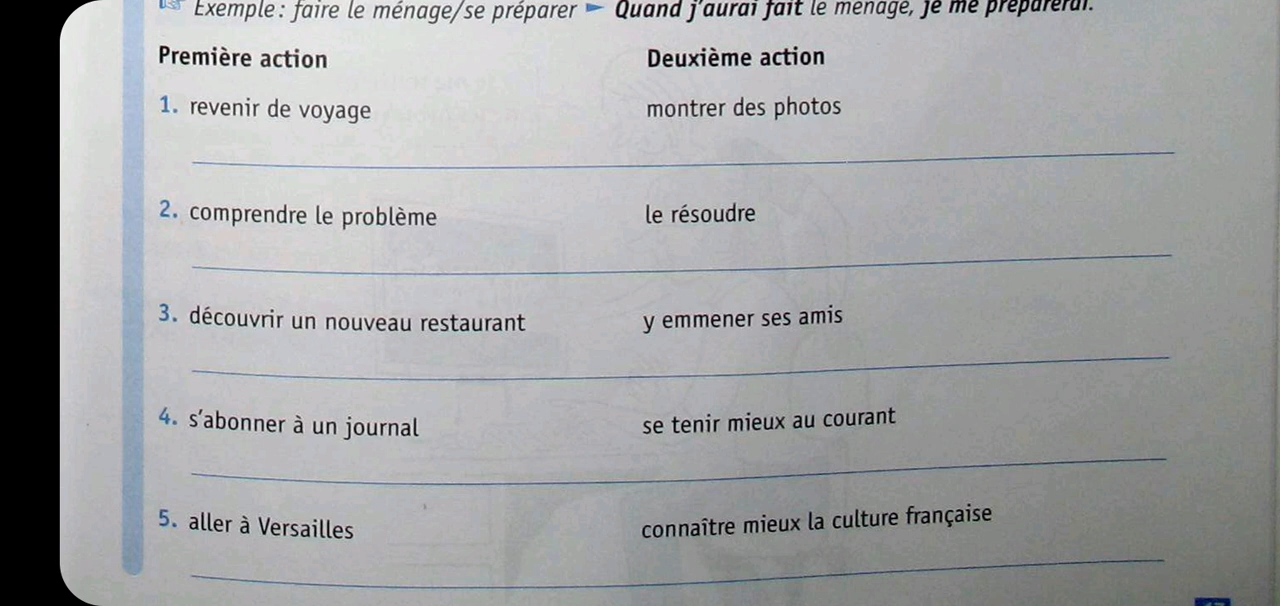 Exemple : faire le ménage/se préparer ► Quand j'aurai fait le ménage, je me préparerai.
Première action Deuxième action
1. revenir de voyage montrer des photos
2. comprendre le problème le résoudre
3. découvrir un nouveau restaurant y emmener ses amis
4. s'abonner à un journal se tenir mieux au courant
5. aller à Versailles connaître mieux la culture française